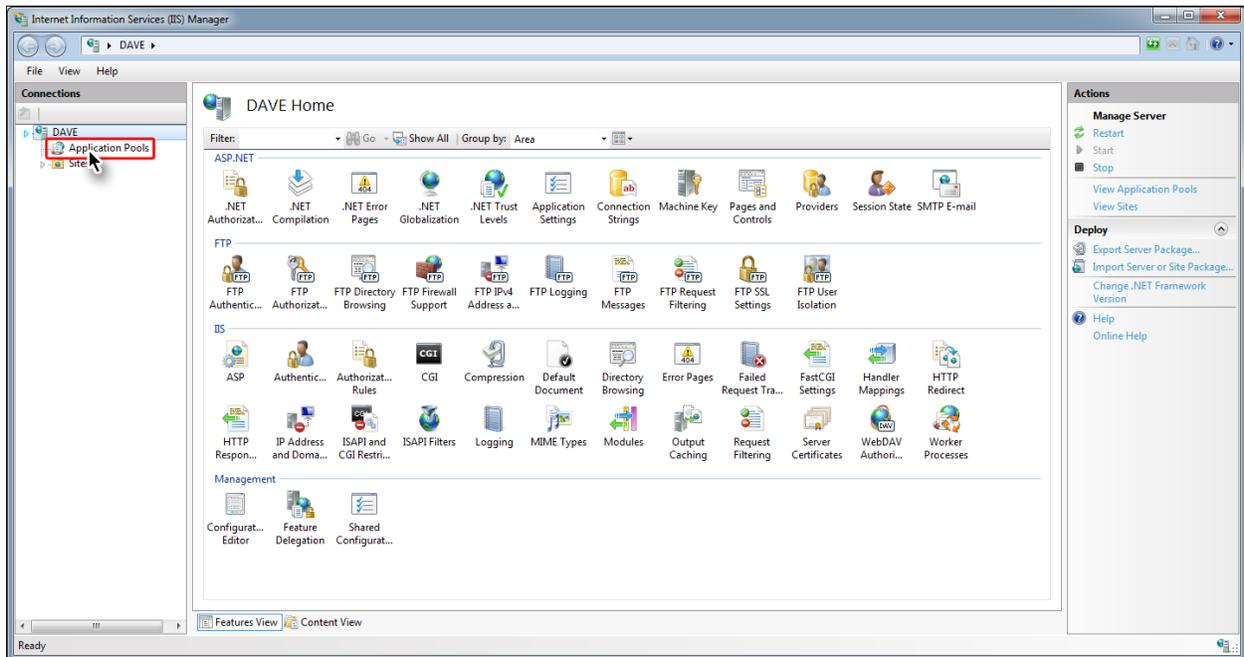 Internet Information Services (IIS) Manager
DAVE
File View Help
Connections
DAVE
Application Pools
Sites
DAVE Home
Filter: Go Show All Group by: Area
ASP.NET
.NET Authorizat...
.NET Compilation
.NET Error Pages
.NET Globalization
.NET Trust Levels
Application Settings
Connection Strings
Machine Key
Pages and Controls
Providers
Session State
SMTP E-mail
FTP
FTP Authentic...
FTP Authorizat...
FTP Directory Browsing
FTP Firewall Support
FTP IPv4 Address a...
FTP Logging
FTP Messages
FTP Request Filtering
FTP SSL Settings
FTP User Isolation
IIS
ASP
Authentic...
Authorizat... Rules
CGI
Compression
Default Document
Directory Browsing
Error Pages
Failed Request Tra...
FastCGI Settings
Handler Mappings
HTTP Redirect
HTTP Respon...
IP Address and Doma...
ISAPI and CGI Restri...
ISAPI Filters
Logging
MIME Types
Modules
Output Caching
Request Filtering
Server Certificates
WebDAV Authori...
Worker Processes
Management
Configurat... Editor
Feature Delegation
Shared Configurat...
Features View Content View
Actions
Manage Server
Restart
Start
Stop
View Application Pools
View Sites
Deploy
Export Server Package...
Import Server or Site Package...
Change .NET Framework
Version
Help
Online Help
Ready